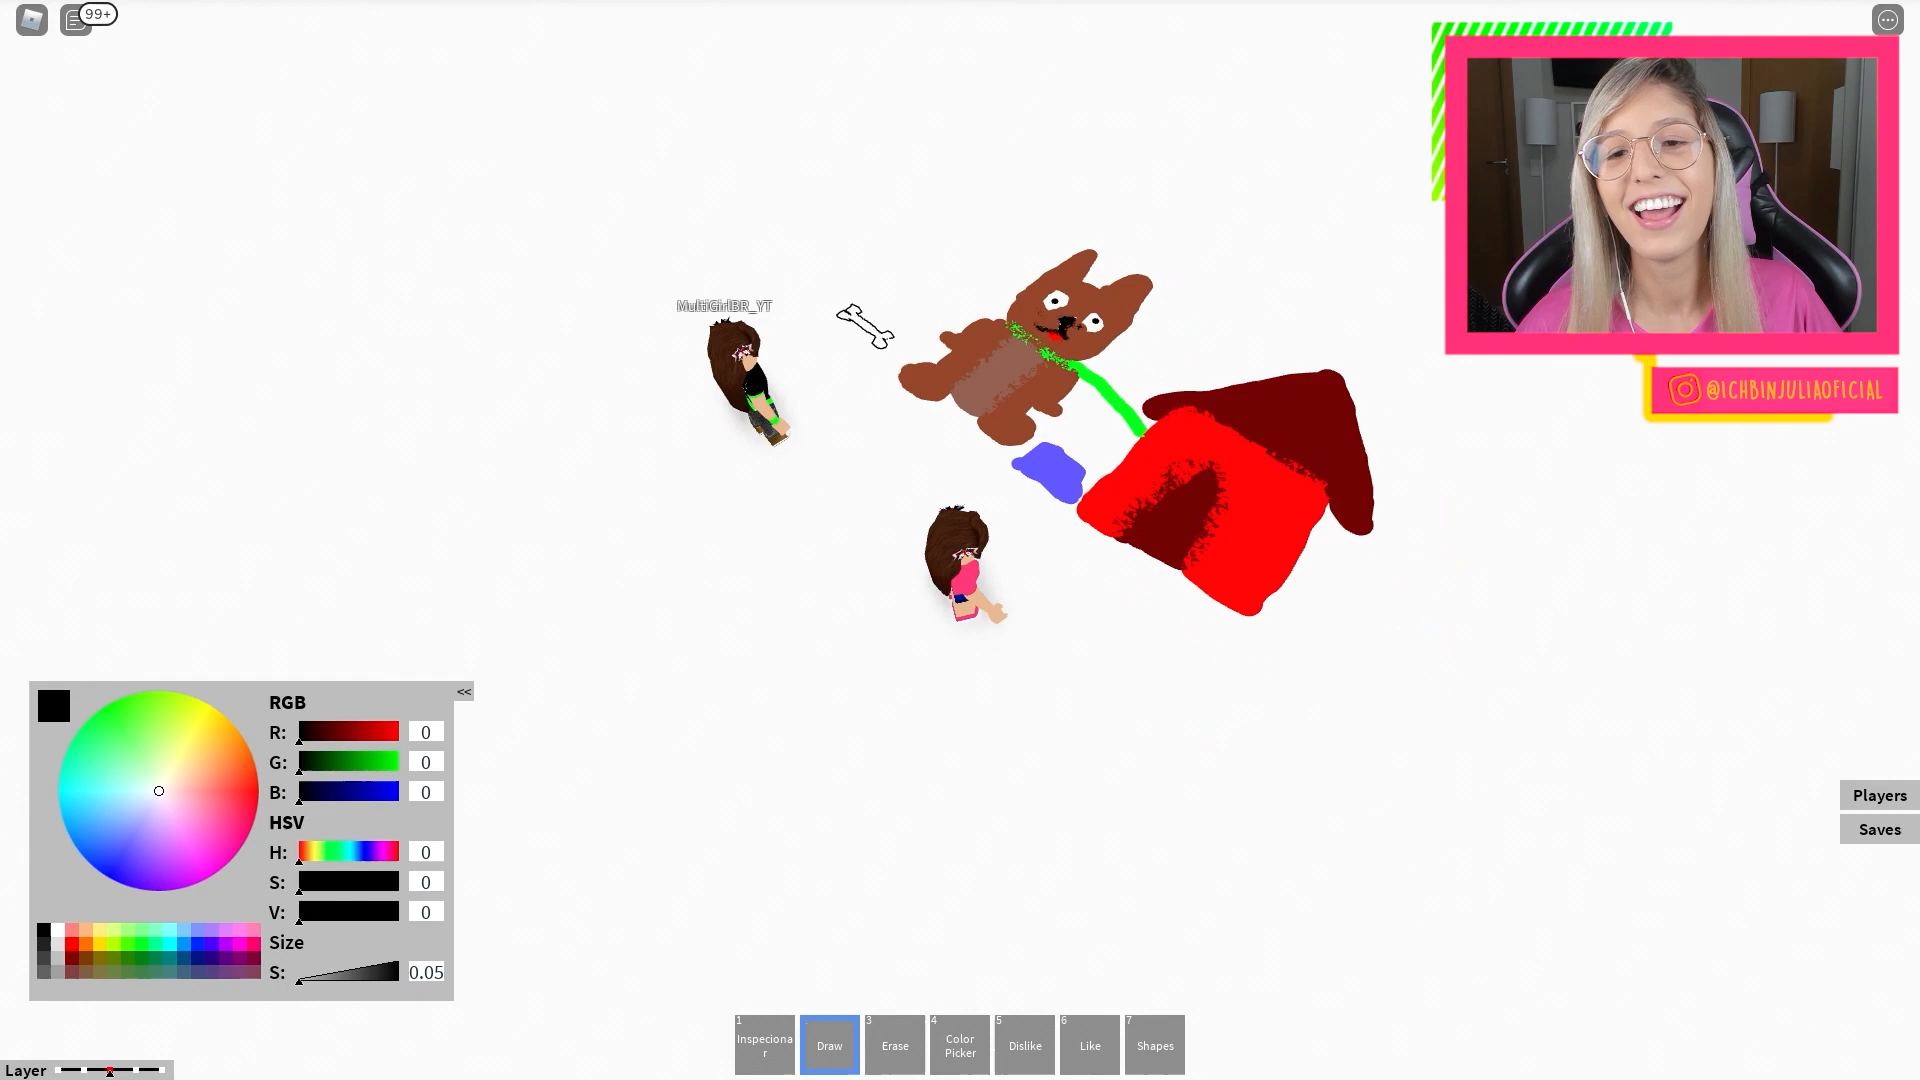 99+
@ICHBINJULIAOFICIAL
MultiGirlBR_YT
<<
RGB
R: 0
G: 0
B: 0
HSV
H: 0
S: 0
V: 0
Size
S: 0.05
Players
Saves
1 Inspeciona
r
Draw
3 Erase
4 Color
Picker
5 Dislike
6 Like
7 Shapes
Layer